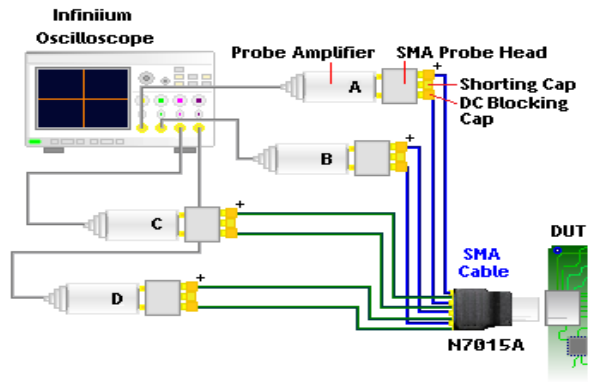 Infiniium
Oscilloscope
Probe Amplifier
SMA Probe Head
+
A
Shorting Cap
DC Blocking
Cap
+
B
+
C
DUT
SMA
Cable
+
D
N7015A